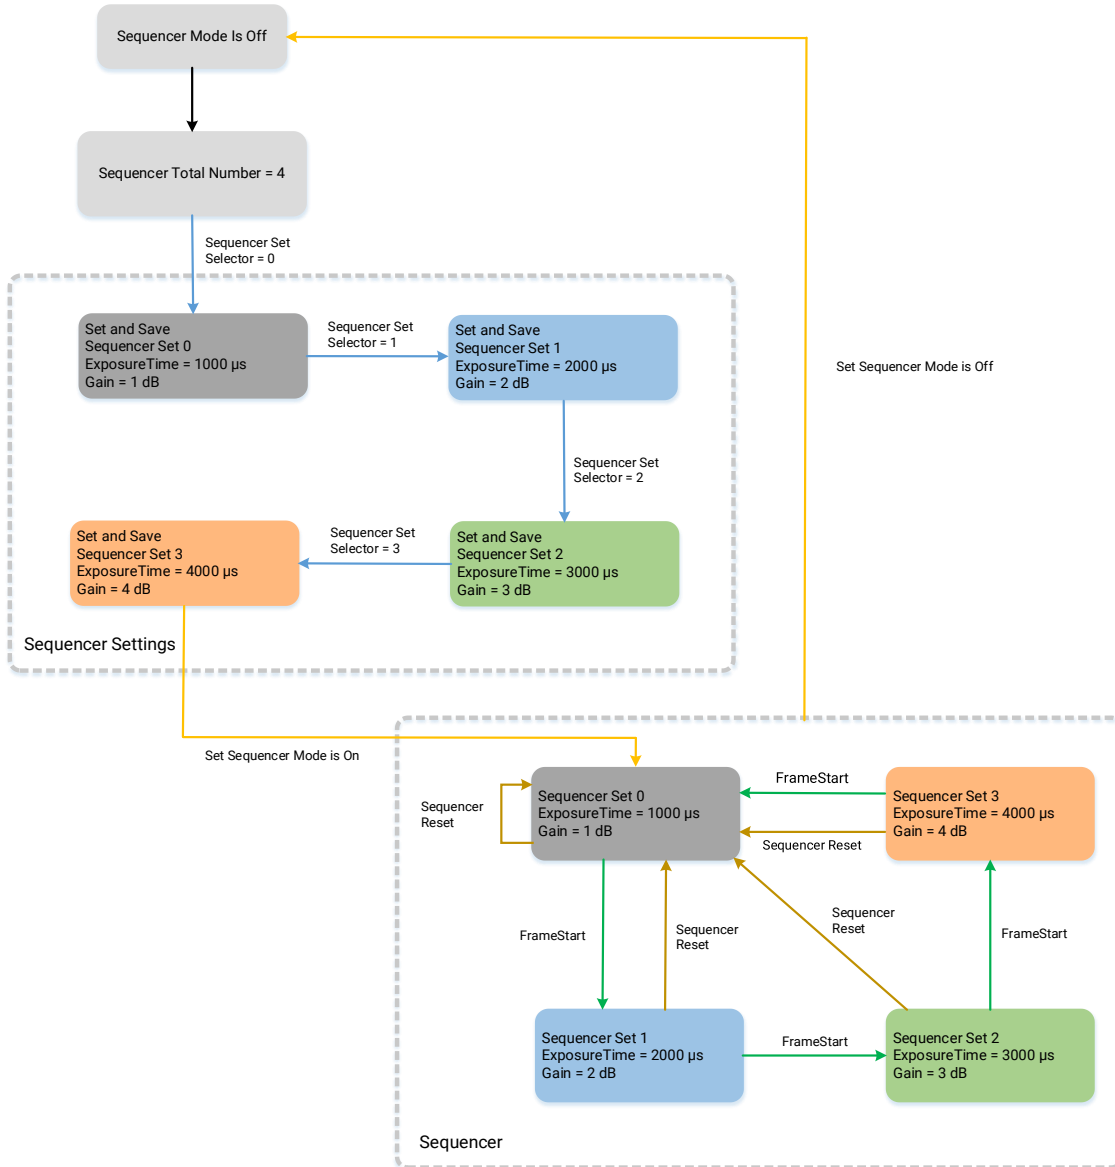 Sequencer Mode Is Off
Sequencer Total Number = 4
Sequencer Set
Selector = 0
Set and Save
Sequencer Set 0
ExposureTime = 1000 µs
Gain = 1 dB
Sequencer Set
Selector = 1
Set and Save
Sequencer Set 1
ExposureTime = 2000 µs
Gain = 2 dB
Set Sequencer Mode is Off
Sequencer Set
Selector = 2
Set and Save
Sequencer Set 3
ExposureTime = 4000 µs
Gain = 4 dB
Sequencer Set
Selector = 3
Set and Save
Sequencer Set 2
ExposureTime = 3000 µs
Gain = 3 dB
Sequencer Settings
Set Sequencer Mode is On
Sequencer
Reset
Sequencer Set 0
ExposureTime = 1000 µs
Gain = 1 dB
FrameStart
Sequencer Reset
Sequencer Set 3
ExposureTime = 4000 µs
Gain = 4 dB
FrameStart
Sequencer
Reset
Sequencer
Reset
FrameStart
Sequencer Set 1
ExposureTime = 2000 µs
Gain = 2 dB
FrameStart
Sequencer Set 2
ExposureTime = 3000 µs
Gain = 3 dB
Sequencer